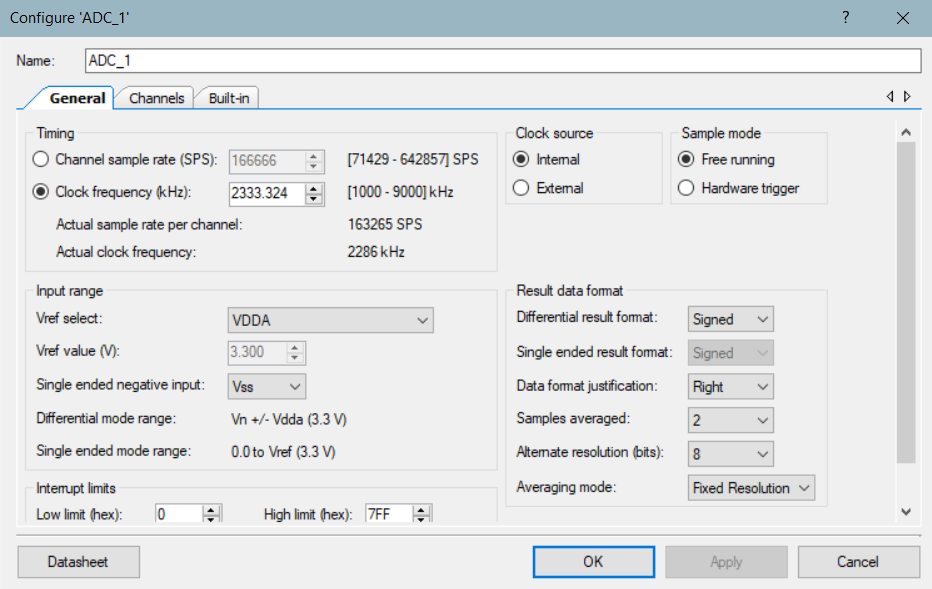 Configure 'ADC_1'
?
Name: ADC_1
General Channels Built-in
Timing
Channel sample rate (SPS): 166666 [71429 - 642857] SPS
Clock frequency (kHz): 2333.324 [1000 - 9000] kHz
Actual sample rate per channel: 163265 SPS
Actual clock frequency: 2286 kHz
Clock source
Internal
External
Sample mode
Free running
Hardware trigger
Input range
Vref select: VDDA
Vref value (V): 3.300
Single ended negative input: Vss
Differential mode range: Vn +/- Vdda (3.3 V)
Single ended mode range: 0.0 to Vref (3.3 V)
Result data format
Differential result format: Signed
Single ended result format: Signed
Data format justification: Right
Samples averaged: 2
Alternate resolution (bits): 8
Averaging mode: Fixed Resolution
Interrupt limits
Low limit (hex): 0 High limit (hex): 7FF
Datasheet OK Apply Cancel